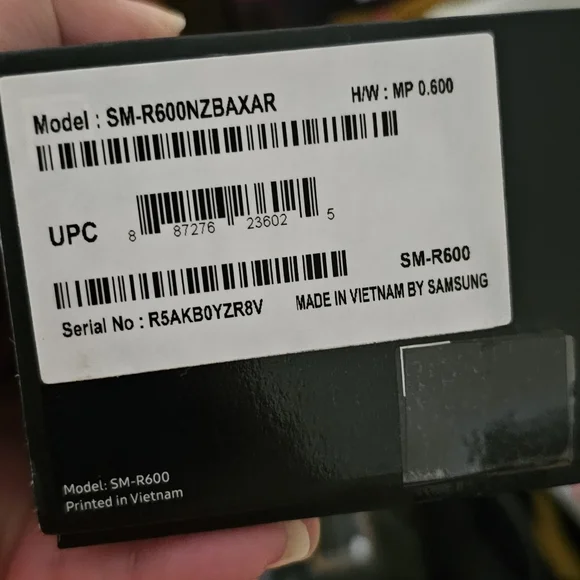 Model : SM-R600NZBAXAR
H/W : MP 0.600
UPC
8 87276 23602 5
SM-R600
Serial No : R5AKB0YZR8V
MADE IN VIETNAM BY SAMSUNG
Model: SM-R600
Printed in Vietnam